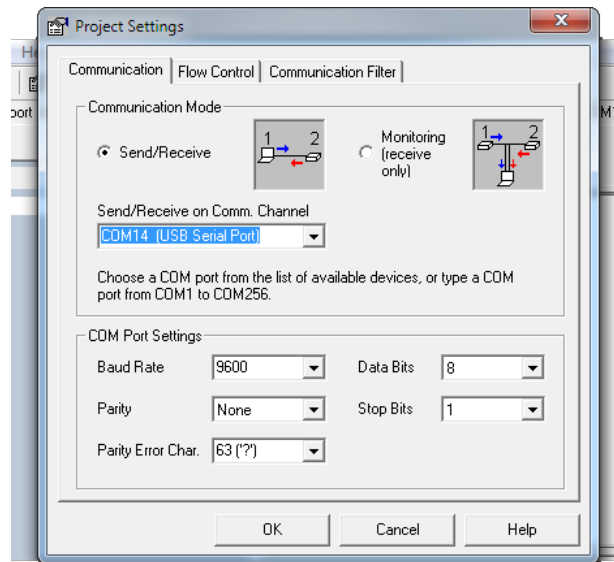 Project Settings
He
port
M1
Communication Flow Control Communication Filter
Communication Mode
1 2
Send/Receive
Monitoring
(receive
only)
1 2
Send/Receive on Comm. Channel
COM14 (USB Serial Port)
Choose a COM port from the list of available devices, or type a COM
port from COM1 to COM256.
COM Port Settings
Baud Rate 9600 Data Bits 8
Parity None Stop Bits 1
Parity Error Char. 63 ('?')
OK Cancel Help